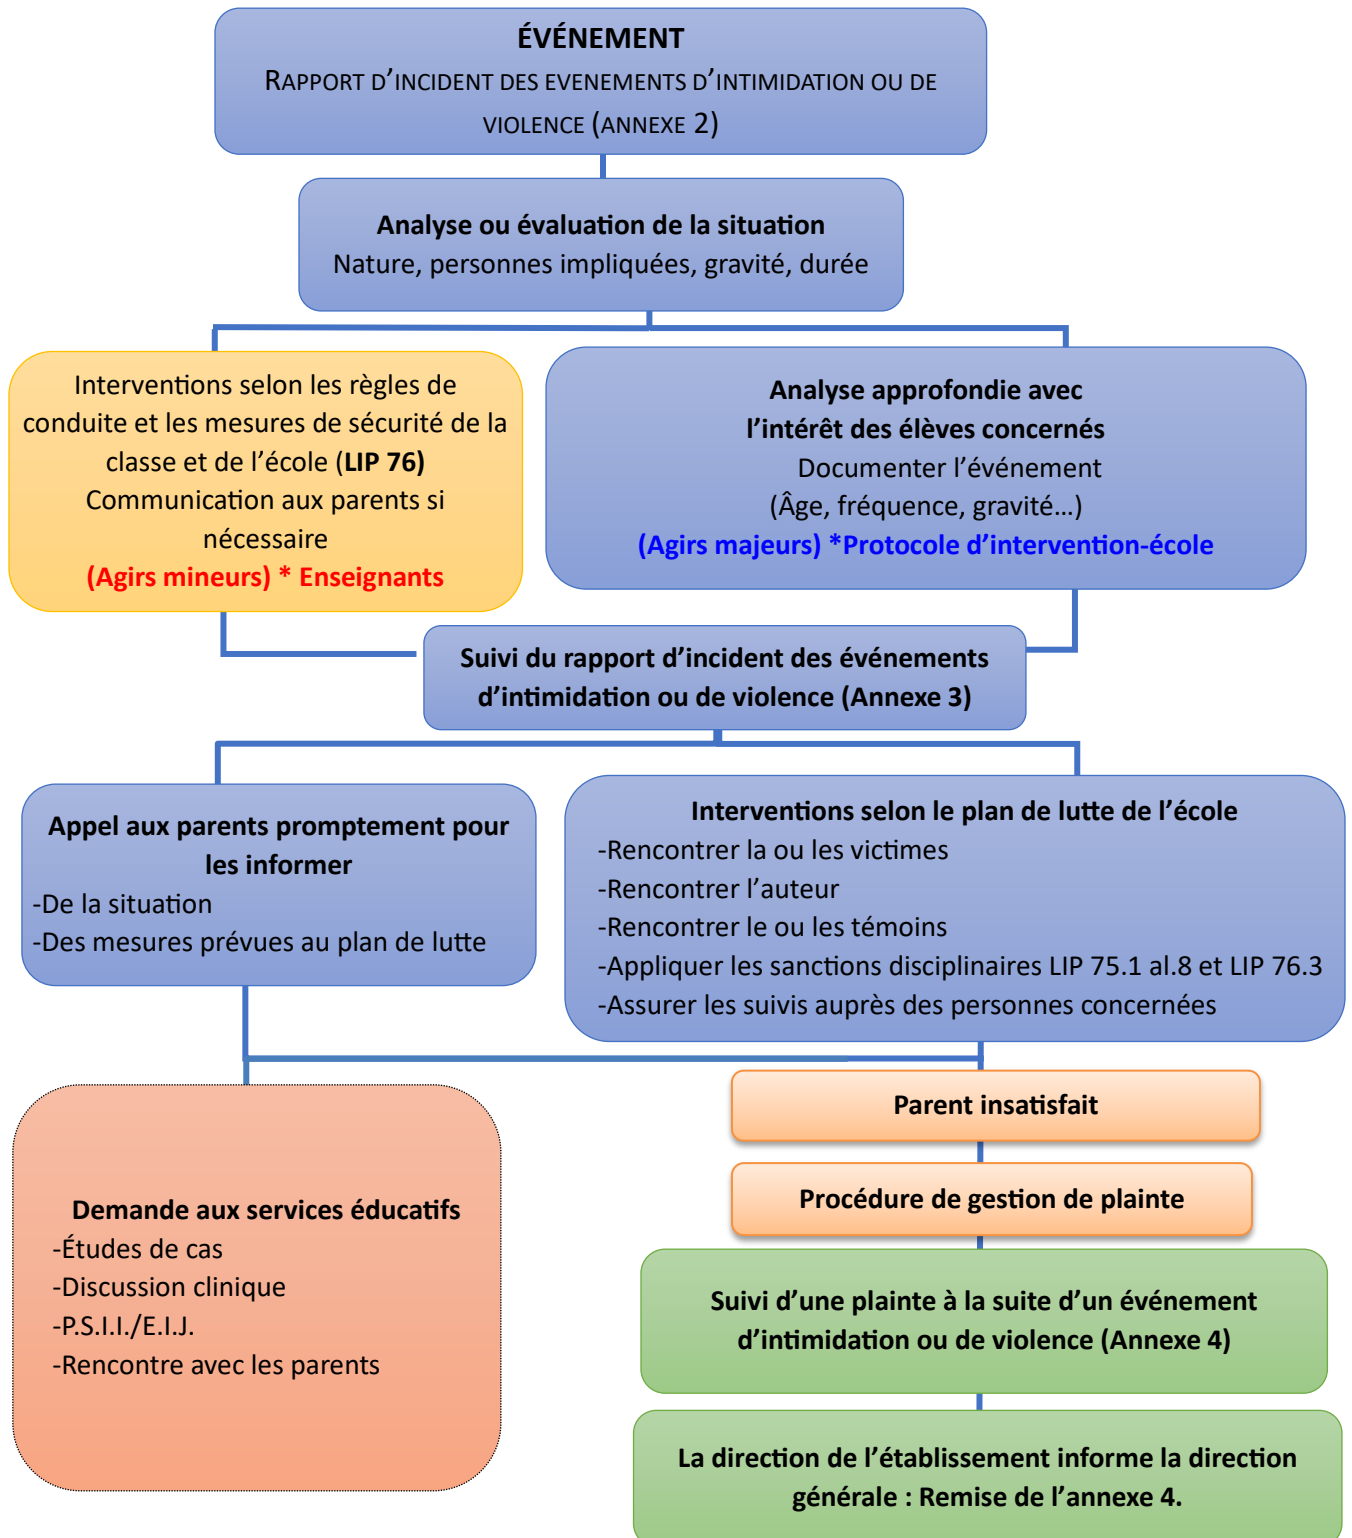 ÉVÉNEMENT
RAPPORT D'INCIDENT DES EVENEMENTS D'INTIMIDATION OU DE
VIOLENCE (ANNEXE 2)
Analyse ou évaluation de la situation
Nature, personnes impliquées, gravité, durée
Interventions selon les règles de
conduite et les mesures de sécurité de la
classe et de l'école (LIP 76)
Communication aux parents si
nécessaire
(Agirs mineurs) * Enseignants
Analyse approfondie avec
l'intérêt des élèves concernés
Documenter l'événement
(Âge, fréquence, gravité…)
(Agirs majeurs) *Protocole d'intervention-école
Suivi du rapport d'incident des événements
d'intimidation ou de violence (Annexe 3)
Appel aux parents promptement pour
les informer
-De la situation
-Des mesures prévues au plan de lutte
Interventions selon le plan de lutte de l'école
-Rencontrer la ou les victimes
-Rencontrer l'auteur
-Rencontrer le ou les témoins
-Appliquer les sanctions disciplinaires LIP 75.1 al.8 et LIP 76.3
-Assurer les suivis auprès des personnes concernées
Demande aux services éducatifs
-Études de cas
-Discussion clinique
-P.S.I.I./E.I.J.
-Rencontre avec les parents
Parent insatisfait
Procédure de gestion de plainte
Suivi d'une plainte à la suite d'un événement
d'intimidation ou de violence (Annexe 4)
La direction de l'établissement informe la direction
générale : Remise de l'annexe 4.